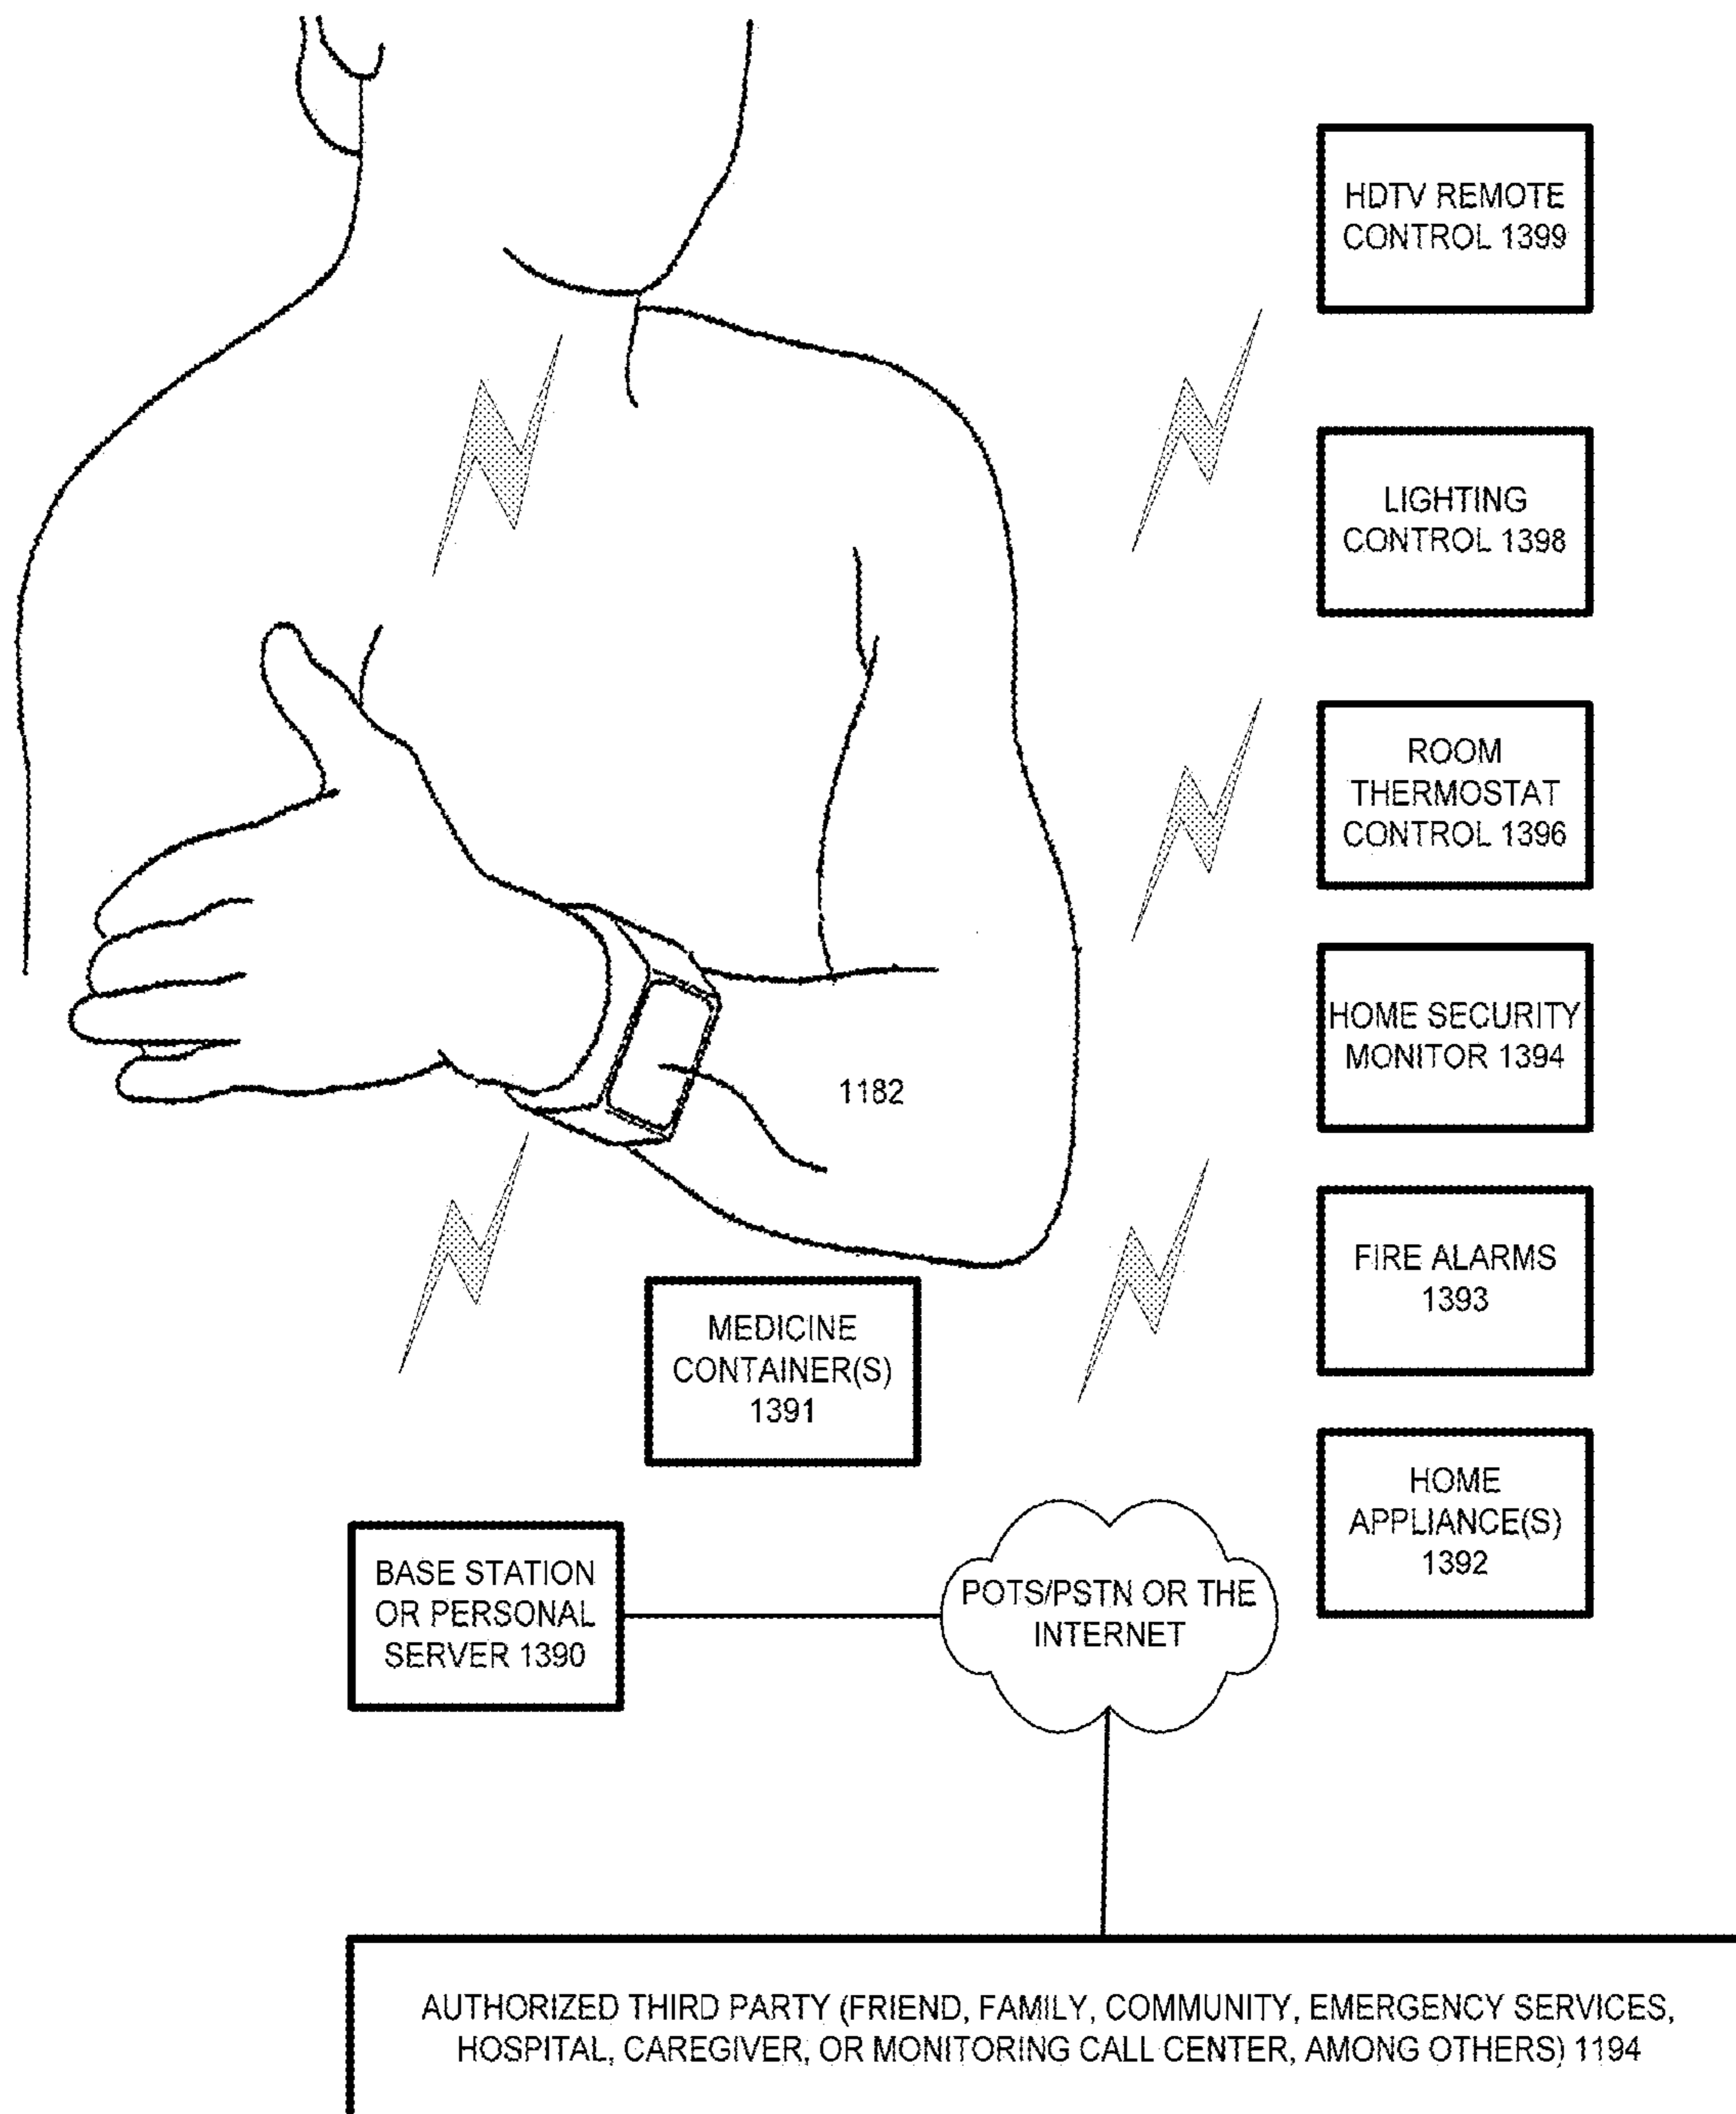 HDTV REMOTE
CONTROL 1399
LIGHTING
CONTROL 1398
ROOM
THERMOSTAT
CONTROL 1396
HOME SECURITY
MONITOR 1394
1182
FIRE ALARMS
1393
MEDICINE
CONTAINER(S)
1391
HOME
APPLIANCE(S)
1392
BASE STATION
OR PERSONAL
SERVER 1390
POTS/PSTN OR THE
INTERNET
AUTHORIZED THIRD PARTY (FRIEND, FAMILY, COMMUNITY, EMERGENCY SERVICES,
HOSPITAL, CAREGIVER, OR MONITORING CALL CENTER, AMONG OTHERS) 1194